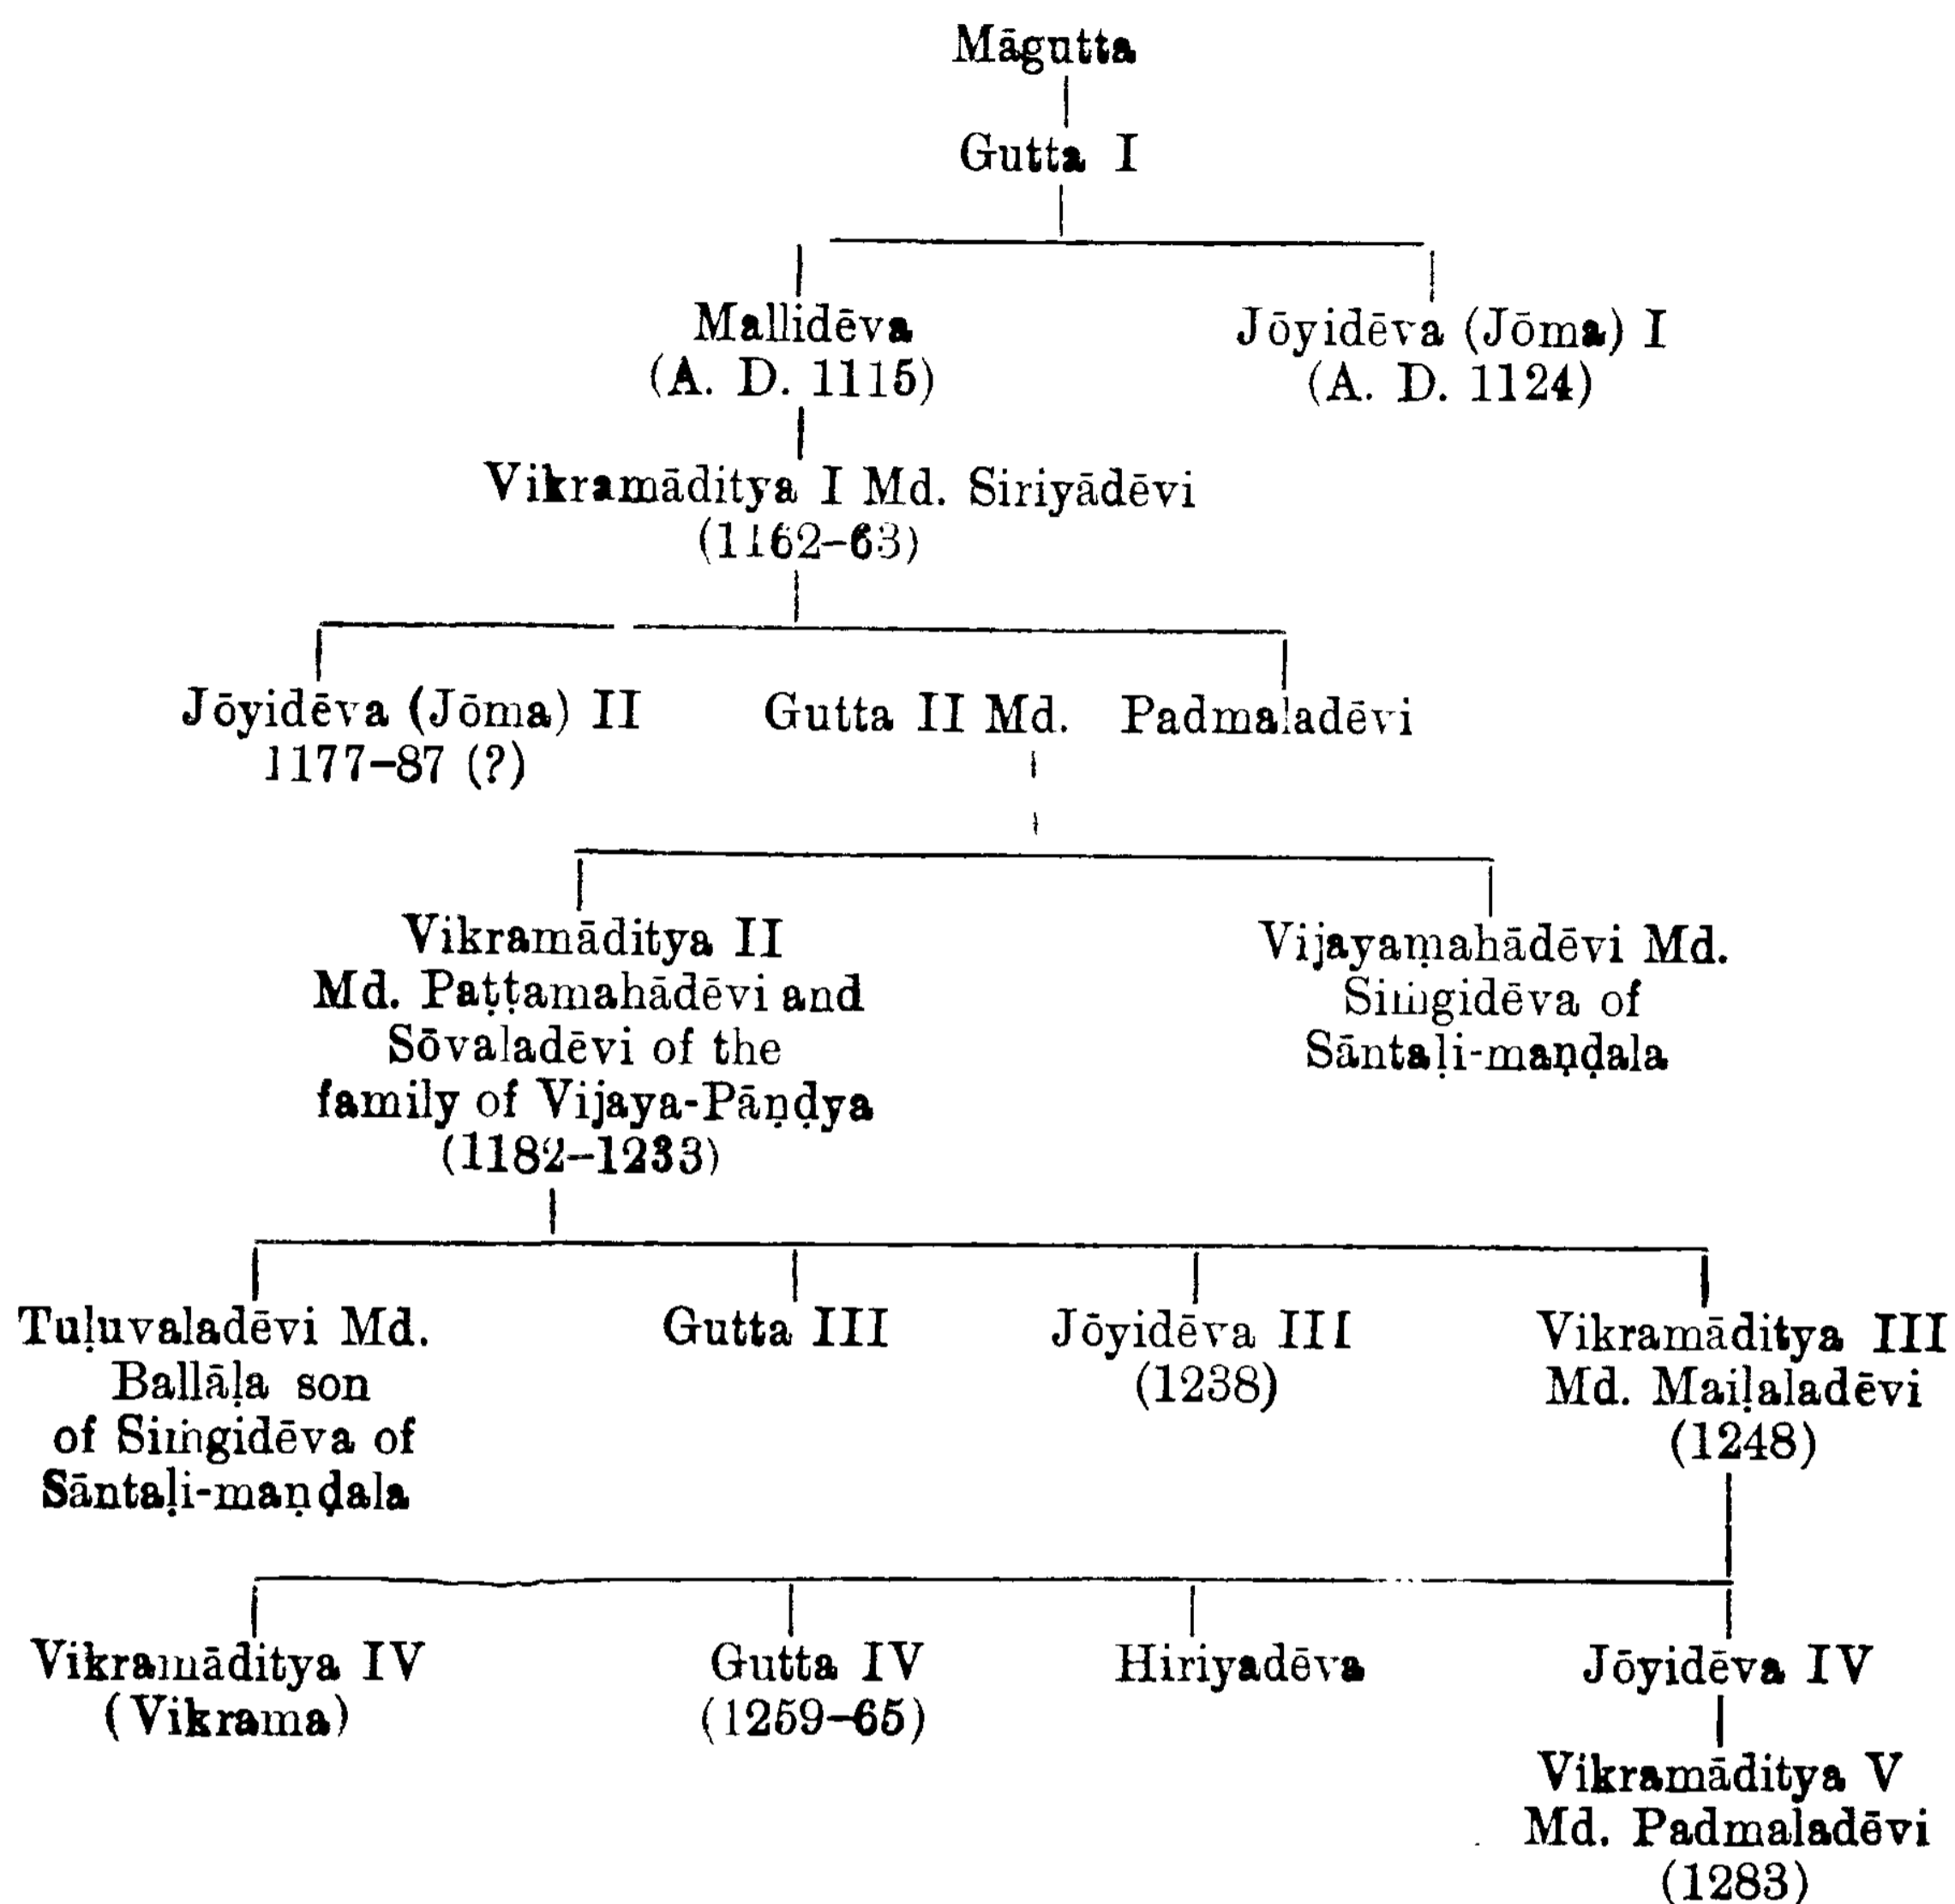 Māgutta
Gutta I
Mallidēva
(A. D. 1115)
Jōyidēva (Jōma) I
(A. D. 1124)
Vikramāditya I Md. Siriyādēvi
(1162–63)
Jōyidēva (Jōma) II
1177–87 (?)
Gutta II Md. Padmaladēvi
Vikramāditya II
Md. Paṭṭamahādēvi and
Sōvaladēvi of the
family of Vijaya-Pāṇḍya
(1182–1233)
Vijayaṃahādēvi Md.
Siṁgidēva of
Sāntaḷi-maṇḍala
Tuḷuvaladēvi Md.
Ballāḷa son
of Siṁgidēva of
Sāntaḷi-maṇḍala
Gutta III
Jōyidēva III
(1238)
Vikramāditya III
Md. Maiḷaladēvi
(1248)
Vikramāditya IV
(Vikrama)
Gutta IV
(1259–65)
Hiriyadēva
Jōyidēva IV
Vikramāditya V
Md. Padmaladēvi
(1283)